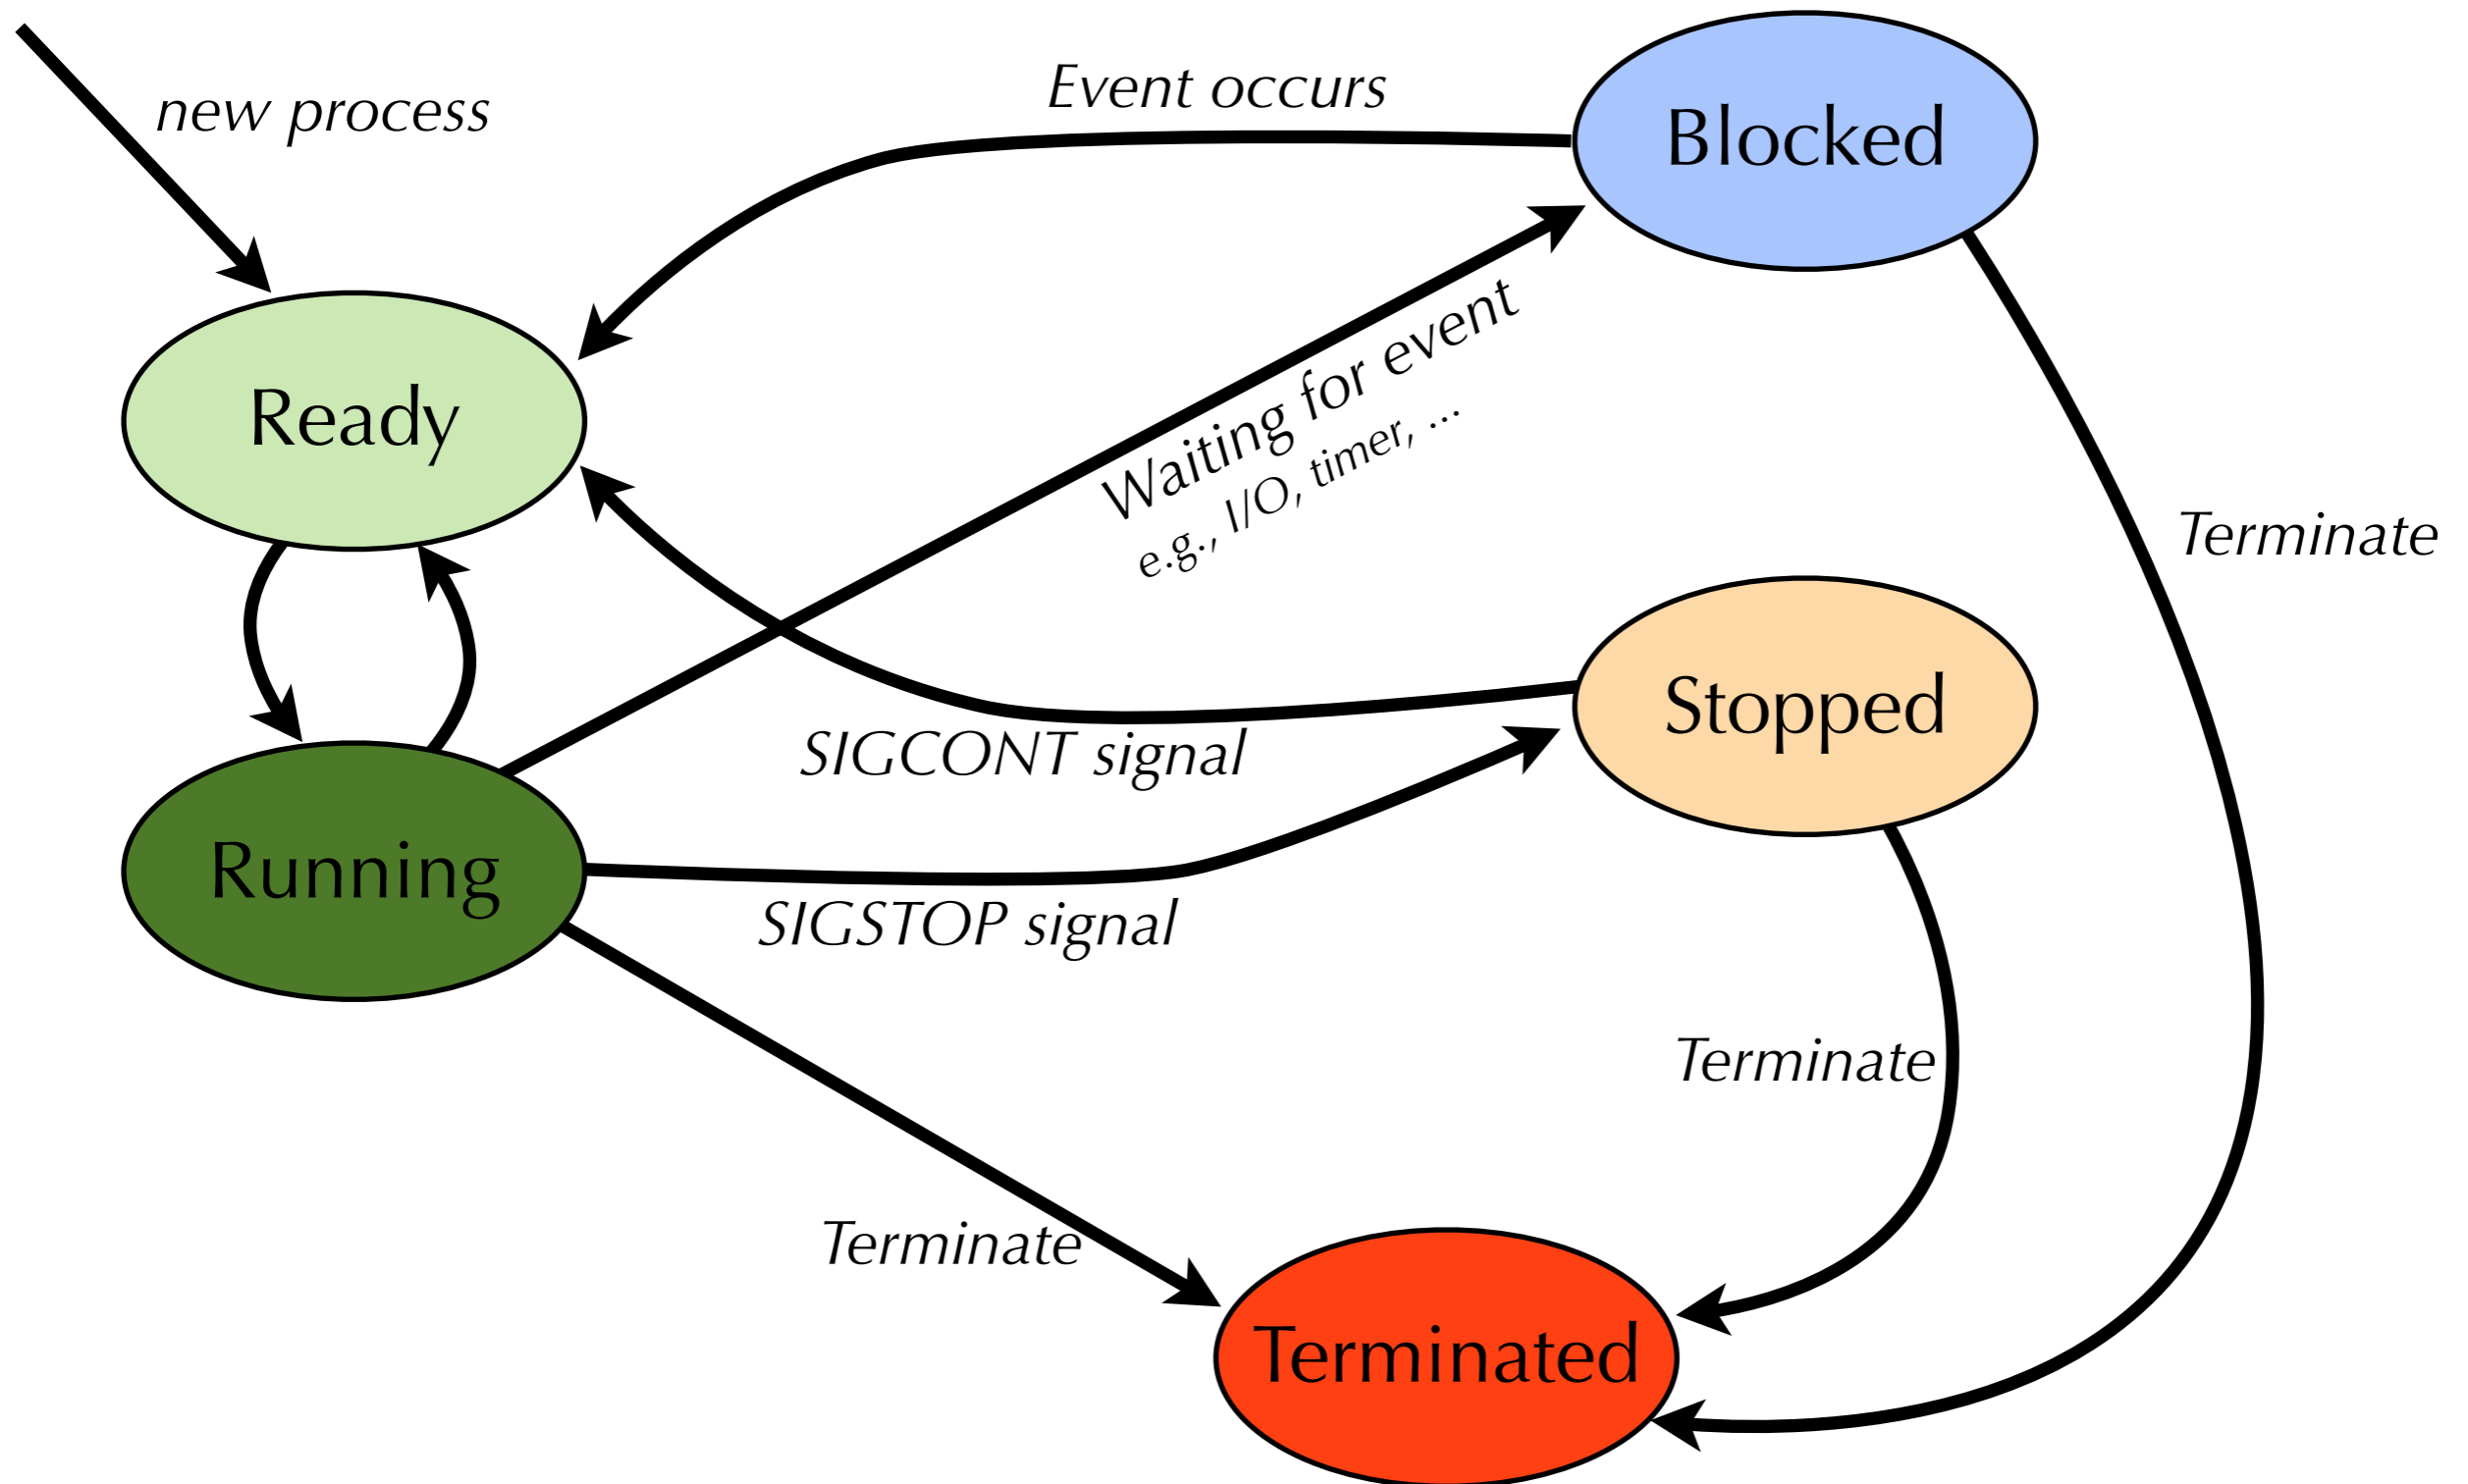 new process
Event occurs
Blocked
Ready
Waiting for event
e.g., I/O, timer, ...
Terminate
Stopped
SIGCONT signal
Running
SIGSTOP signal
Terminate
Terminate
Terminated